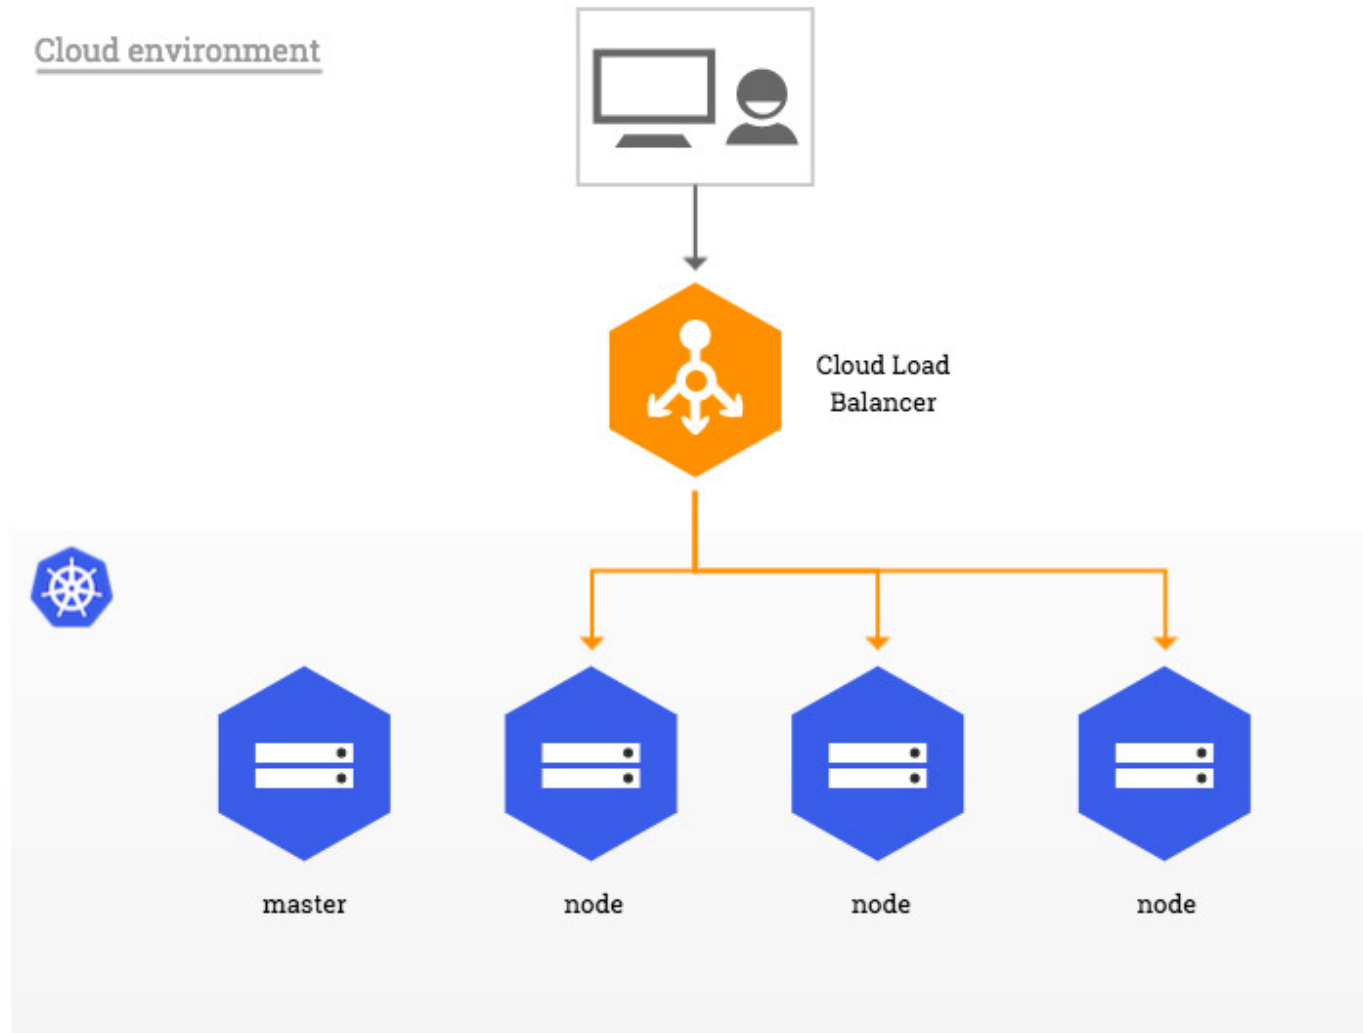 Cloud environment
Cloud Load
Balancer
master
node
node
node